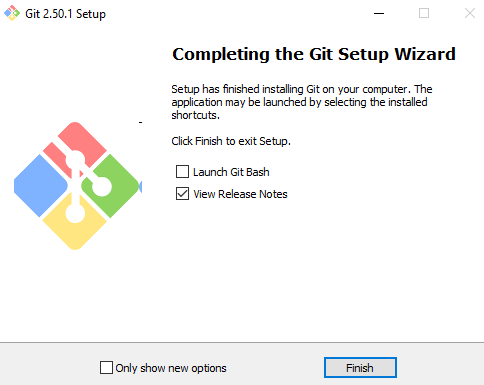 Git 2.50.1 Setup
Completing the Git Setup Wizard
Setup has finished installing Git on your computer. The
application may be launched by selecting the installed
shortcuts.
Click Finish to exit Setup.
Launch Git Bash
View Release Notes
Only show new options
Finish